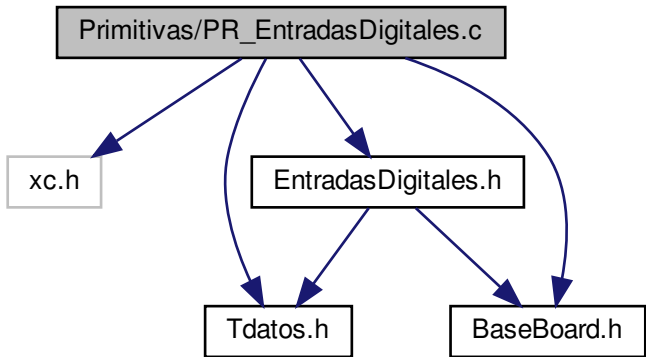 Primitivas/PR_EntradasDigitales.c
xc.h
EntradasDigitales.h
Tdatos.h
BaseBoard.h